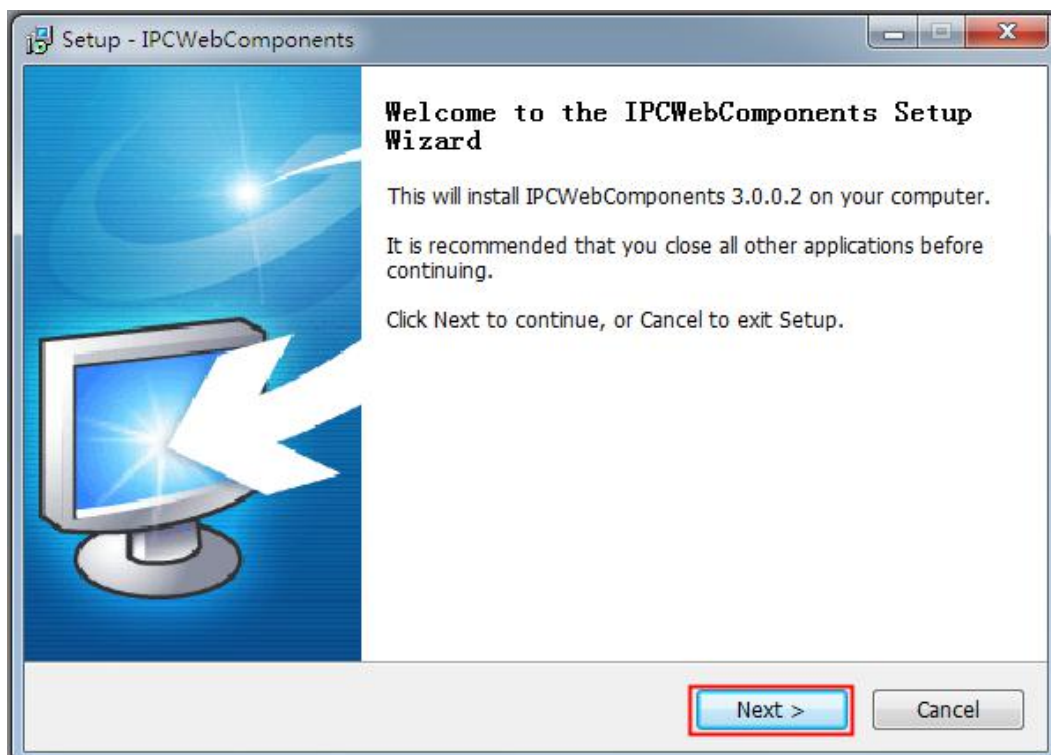 Setup - IPCWebComponents
Welcome to the IPCWebComponents Setup
Wizard
This will install IPCWebComponents 3.0.0.2 on your computer.
It is recommended that you close all other applications before
continuing.
Click Next to continue, or Cancel to exit Setup.
Next >
Cancel